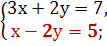 3x + 2y = 7,
x − 2y = 5;